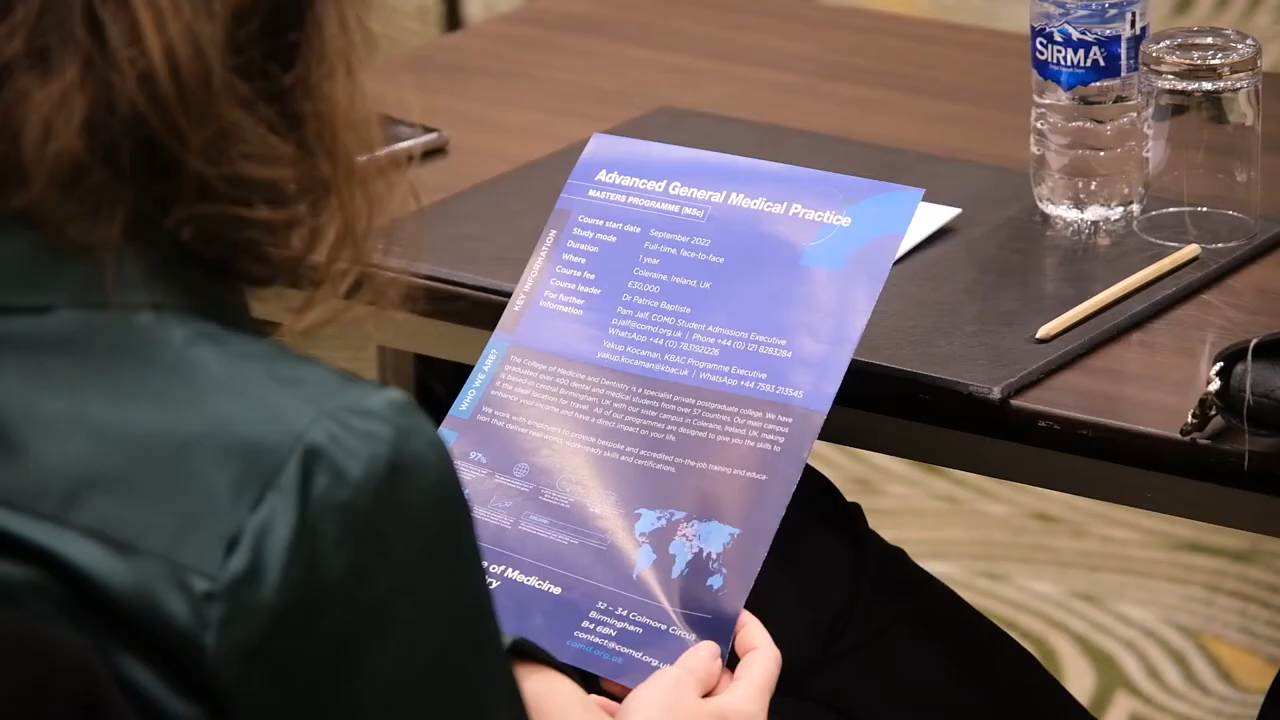 SIRMA
Advanced General Medical Practice
MASTERS PROGRAMME (MSc)
KEY INFORMATION
Course start date September 2022
Study mode Full-time, face-to-face
Duration 1 year
Where Coleraine, Ireland, UK
Course fee £30,000
Course leader Dr Patrice Baptiste
For further information Pam Jalf, COMD Student Admissions Executive
p.jalf@comd.org.uk | Phone +44 (0) 121 8283284
WhatsApp +44 (0) 7831921226
Yakup Kocaman, KBAC Programme Executive
yakup.kocaman@kbac.uk | WhatsApp +44 7593 213545
WHO WE ARE?
The College of Medicine and Dentistry is a specialist private postgraduate college. We have
graduated over 400 dental and medical students from over 57 countries. Our main campus
is based in central Birmingham, UK with our sister campus in Coleraine, Ireland, UK, making
it the ideal location for travel. All of our programmes are designed to give you the skills to
enhance your income and have a direct impact on your life.
We work with employers to provide bespoke and accredited on-the-job training and educa-
tion that deliver real-world, work-ready skills and certifications.
97%
e of Medicine
ry
32 - 34 Colmore Circus
Birmingham
B4 6BN
contact@comd.org.uk
comd.org.uk